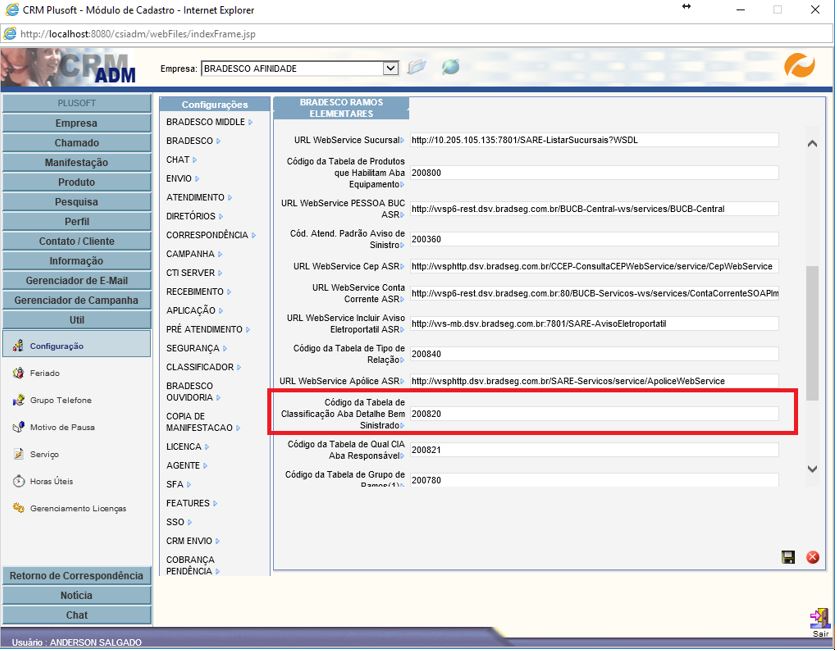 CRM Plusoft - Módulo de Cadastro - Internet Explorer
http://localhost:8080/csiadm/webFiles/indexFrame.jsp
CRM
ADM
Empresa: BRADESCO AFINIDADE
PLUSOFT
Empresa
Chamado
Manifestação
Produto
Pesquisa
Perfil
Contato / Cliente
Informação
Gerenciador de E-Mail
Gerenciador de Campanha
Util
Configuração
Feriado
Grupo Telefone
Motivo de Pausa
Serviço
Horas Úteis
Gerenciamento Licenças
Retorno de Correspondência
Notícia
Chat
Configurações
BRADESCO MIDDLE
BRADESCO
CHAT
ENVIO
ATENDIMENTO
DIRETÓRIOS
CORRESPONDÊNCIA
CAMPANHA
CTI SERVER
RECEBIMENTO
APLICAÇÃO
PRÉ ATENDIMENTO
SEGURANÇA
CLASSIFICADOR
BRADESCO
OUVIDORIA
COPIA DE
MANIFESTACAO
LICENCA
AGENTE
SFA
FEATURES
SSO
CRM ENVIO
COBRANÇA
PENDÊNCIA
BRADESCO RAMOS
ELEMENTARES
URL WebService Sucursal
http://10.205.105.135:7801/SARE-ListarSucursais?WSDL
Código da Tabela de Produtos
que Habilitam Aba
Equipamento
200800
URL WebService PESSOA BUC
ASR
http://wsp6-rest.dsv.bradseg.com.br/BUCB-Central-ws/services/BUCB-Central
Cód. Atend. Padrão Aviso de
Sinistro
200360
URL WebService Cep ASR
http://wsphttp.dsv.bradseg.com.br/CCEP-ConsultaCEPWebService/service/CepWebService
URL WebService Conta
Corrente ASR
http://wsp6-rest.dsv.bradseg.com.br:80/BUCB-Servicos-ws/services/ContaCorrenteSOAPIm
URL WebService Incluir Aviso
Eletroportatil ASR
http://ws-mb.dsv.bradseg.com.br:7801/SARE-AvisoEletroportatil
Código da Tabela de Tipo de
Relação
200840
URL WebService Apólice ASR
http://wsphttp.dsv.bradseg.com.br/SARE-Servicos/service/ApoliceWebService
Código da Tabela de
Classificação Aba Detalhe Bem
Sinistrado
200820
Código da Tabela de Qual CIA
Aba Responsável
200821
Código da Tabela de Grupo de
Ramos(1)
200780
Sair
Usuário : ANDERSON SALGADO